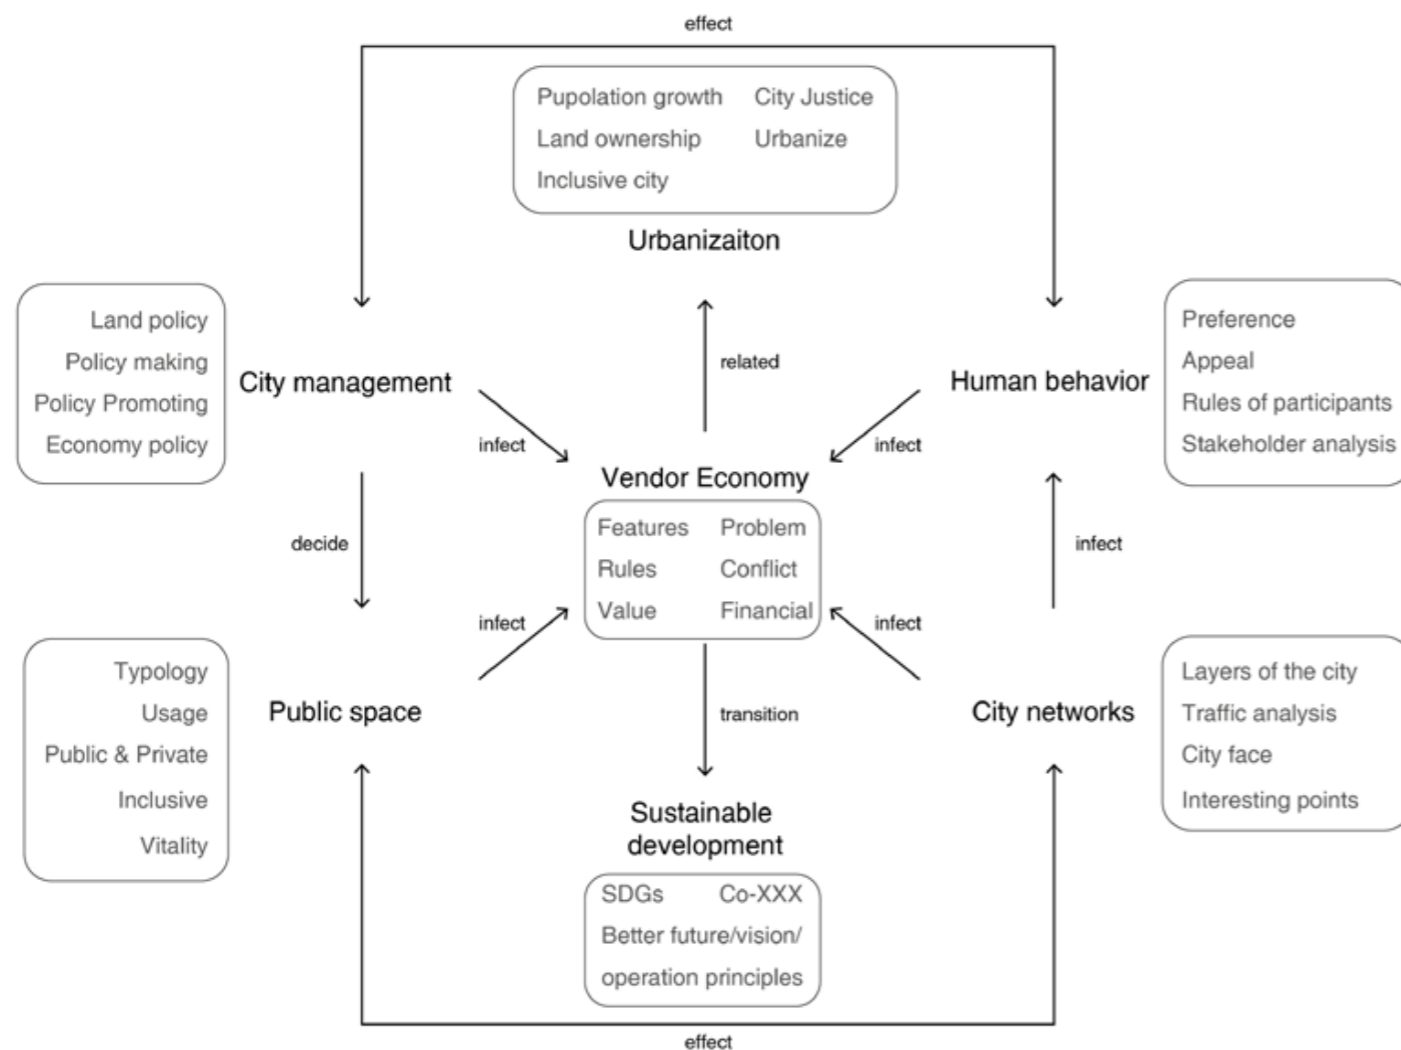 effect
Pupolation growth City Justice
Land ownership Urbanize
Inclusive city
Urbanizaiton
Land policy
Policy making
Policy Promoting
Economy policy
City management
related
Human behavior
Preference
Appeal
Rules of participants
Stakeholder analysis
infect
infect
Vendor Economy
Features Problem
Rules Conflict
Value Financial
decide
infect
infect
infect
Typology
Usage
Public & Private
Inclusive
Vitality
Public space
transition
City networks
Layers of the city
Traffic analysis
City face
Interesting points
Sustainable
development
SDGs Co-XXX
Better future/vision/
operation principles
effect